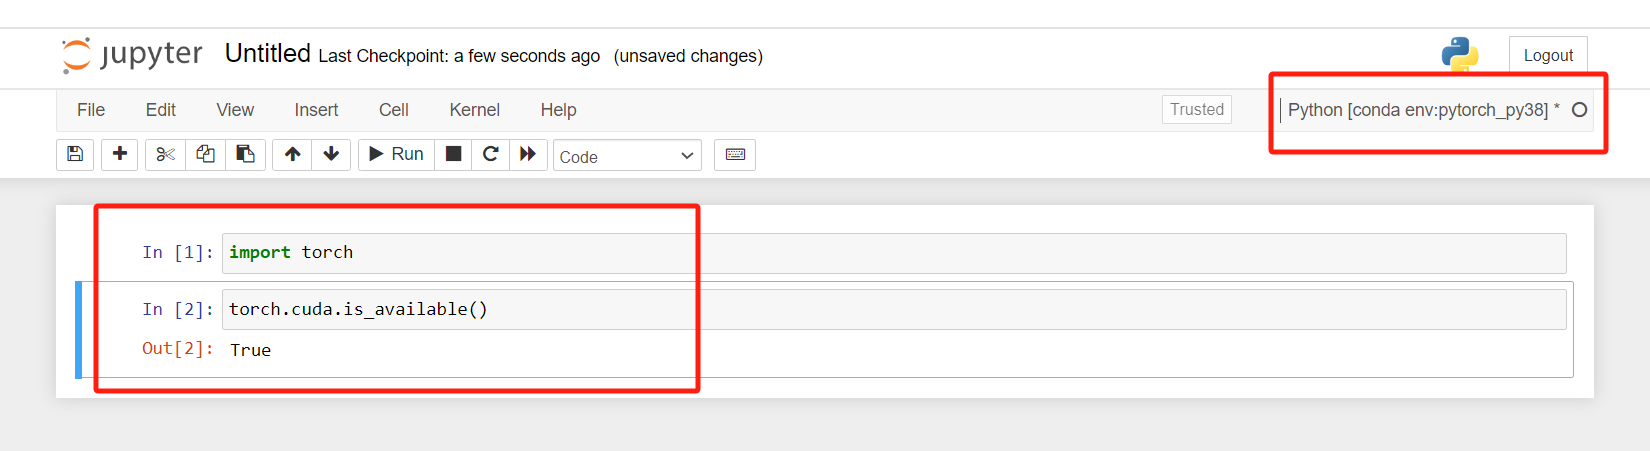 jupyter Untitled Last Checkpoint: a few seconds ago (unsaved changes) Logout
File Edit View Insert Cell Kernel Help Trusted Python [conda env:pytorch_py38] *
Run Code
In [1]: import torch
In [2]: torch.cuda.is_available()
Out[2]: True